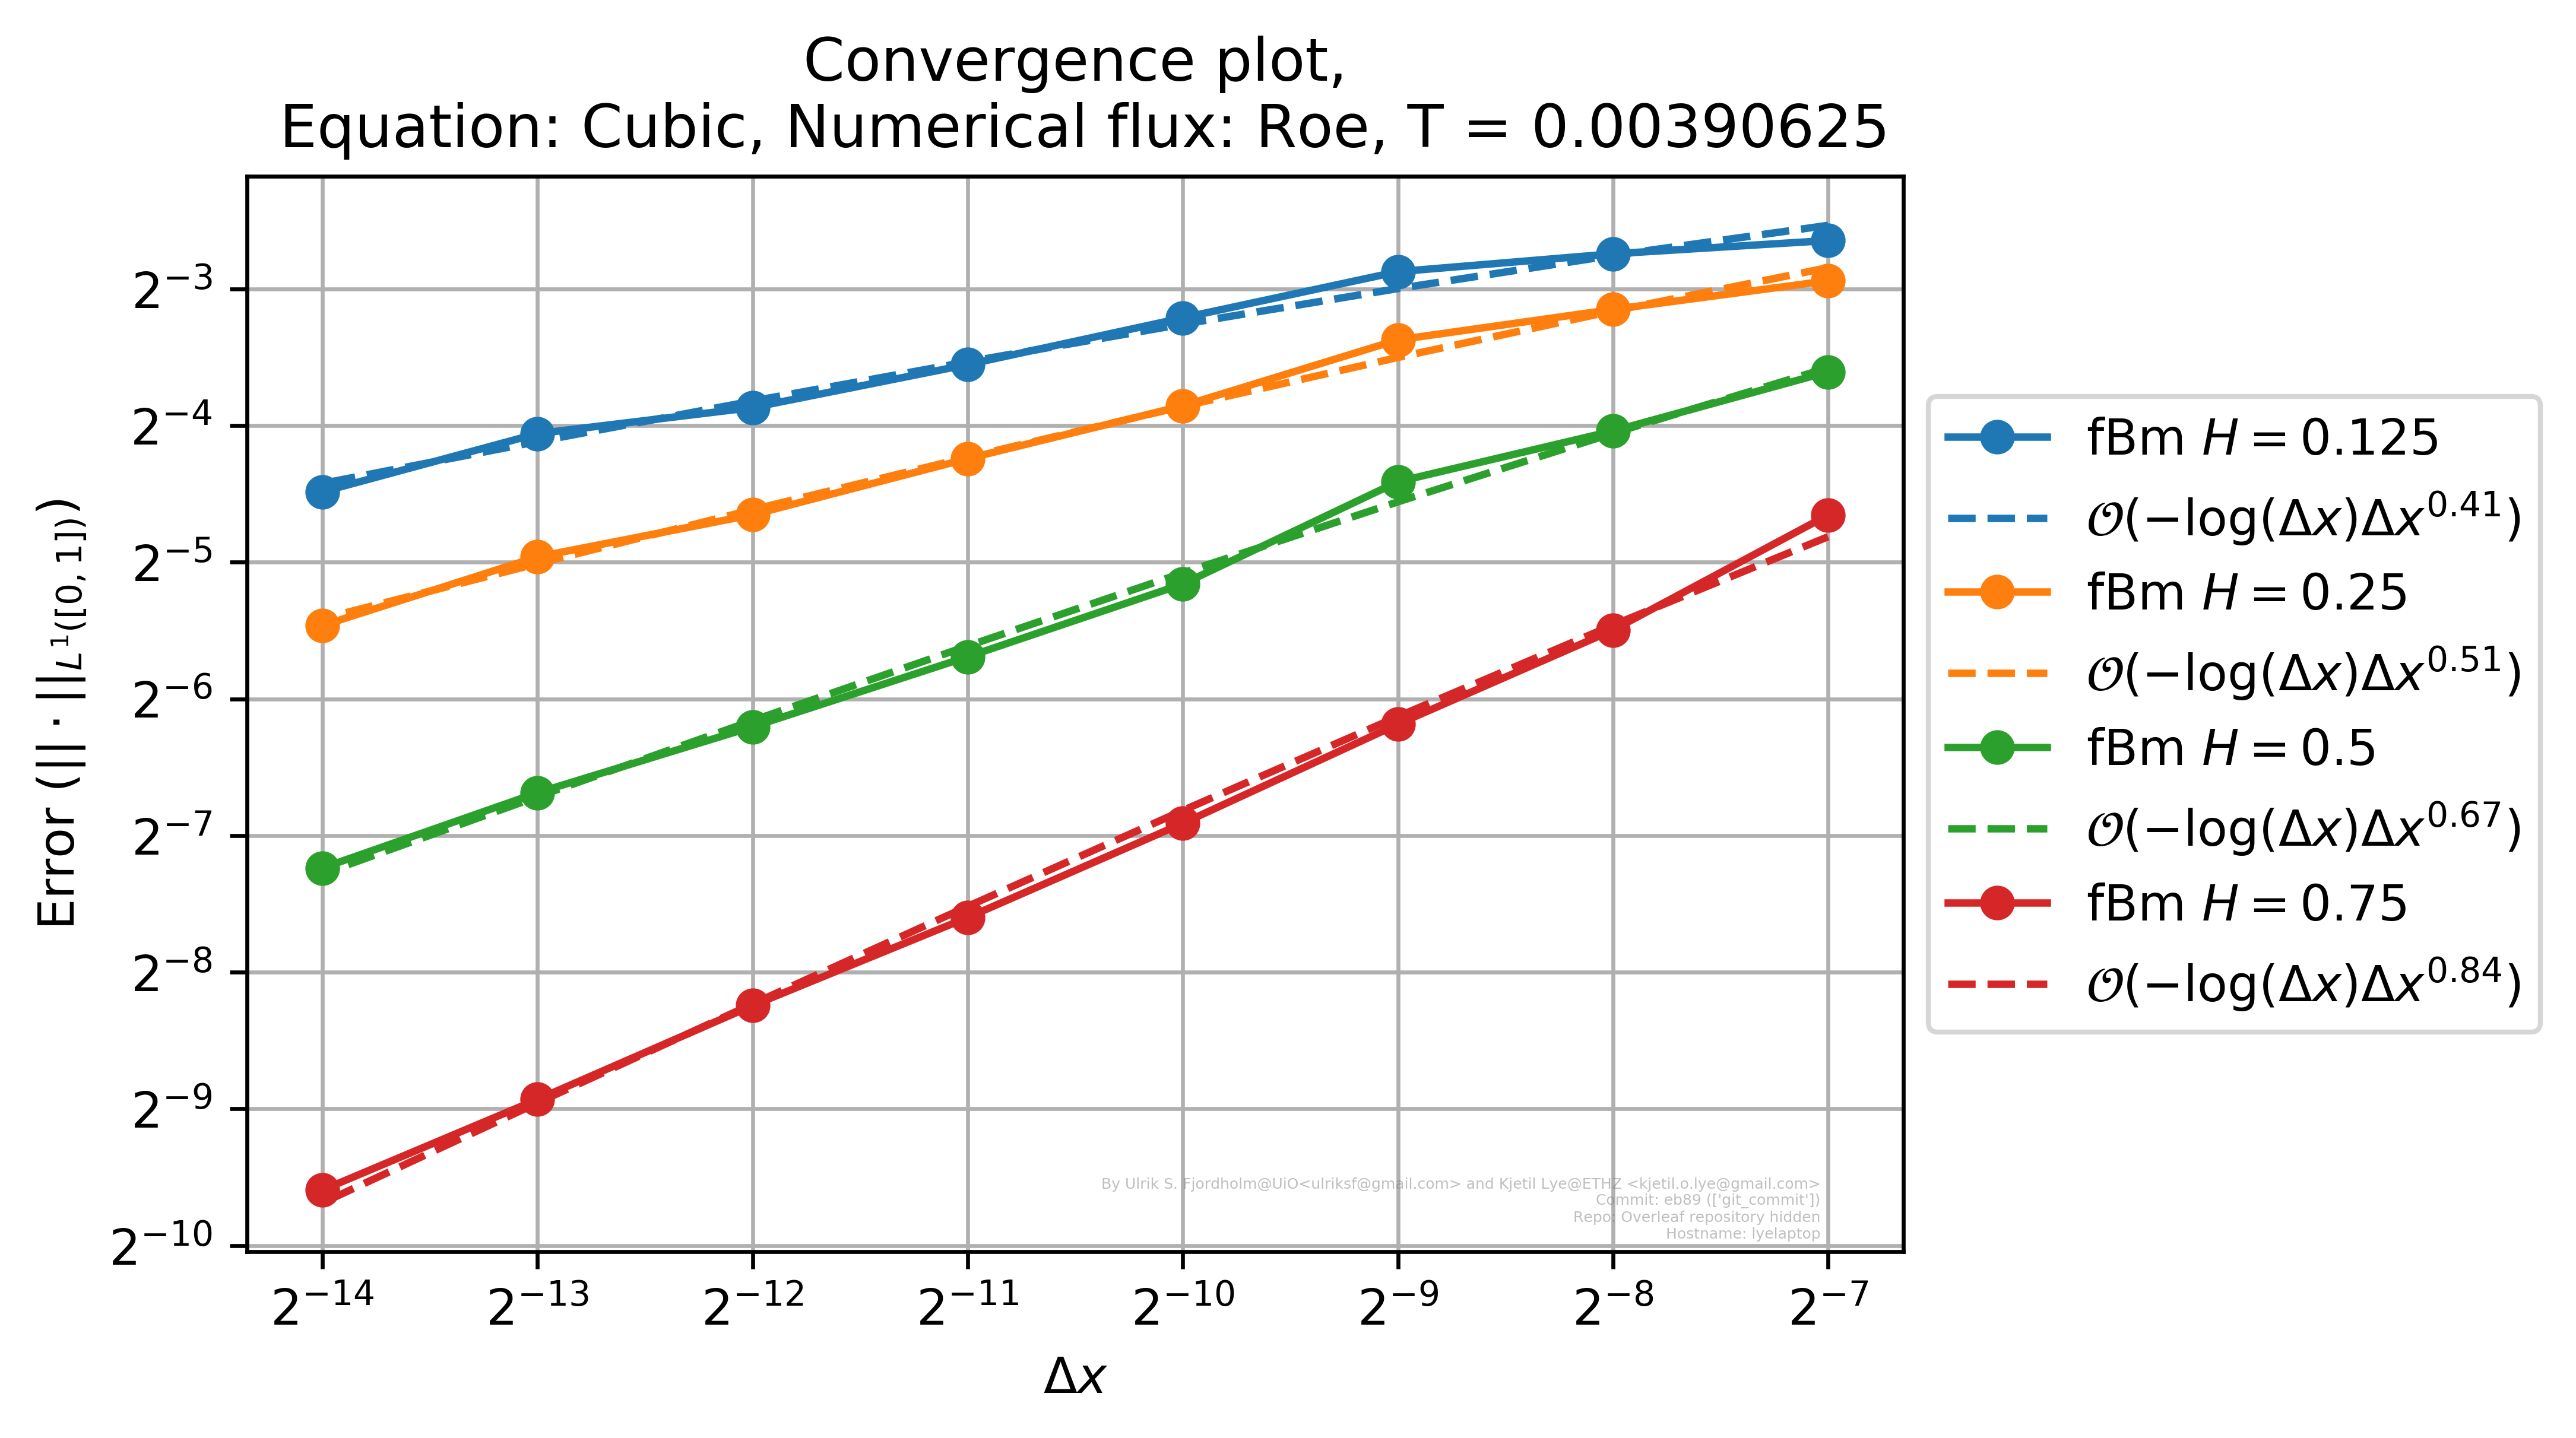 Convergence plot,
Equation: Cubic, Numerical flux: Roe, T = 0.00390625
Error (||·||_{L^1([0,1])})
2^{-3}
2^{-4}
2^{-5}
2^{-6}
2^{-7}
2^{-8}
2^{-9}
2^{-10}
2^{-14} 2^{-13} 2^{-12} 2^{-11} 2^{-10} 2^{-9} 2^{-8} 2^{-7}
Δx
fBm H = 0.125
𝒪(−log(Δx)Δx^{0.41})
fBm H = 0.25
𝒪(−log(Δx)Δx^{0.51})
fBm H = 0.5
𝒪(−log(Δx)Δx^{0.67})
fBm H = 0.75
𝒪(−log(Δx)Δx^{0.84})
By Ulrik S. Fjordholm@UiO<ulriksf@gmail.com> and Kjetil Lye@ETHZ <kjetil.o.lye@gmail.com>
Commit: eb89 (['git_commit'])
Repo: Overleaf repository hidden
Hostname: lyelaptop